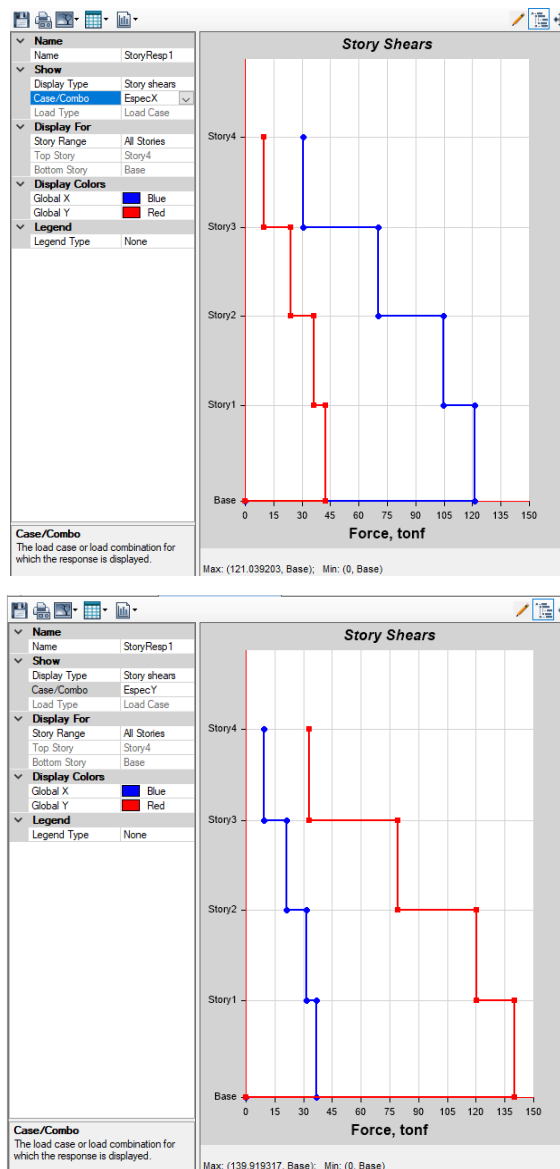 Name
Name StoryResp1
Show
Display Type Story shears
Case/Combo EspecX
Load Type Load Case
Display For
Story Range All Stories
Top Story Story4
Bottom Story Base
Display Colors
Global X Blue
Global Y Red
Legend
Legend Type None
Case/Combo
The load case or load combination for
which the response is displayed.
Story Shears
Story4
Story3
Story2
Story1
Base
0 15 30 45 60 75 90 105 120 135 150
Force, tonf
Max: (121.039203, Base); Min: (0, Base)
Name
Name StoryResp1
Show
Display Type Story shears
Case/Combo EspecY
Load Type Load Case
Display For
Story Range All Stories
Top Story Story4
Bottom Story Base
Display Colors
Global X Blue
Global Y Red
Legend
Legend Type None
Case/Combo
The load case or load combination for
which the response is displayed.
Story Shears
Story4
Story3
Story2
Story1
Base
0 15 30 45 60 75 90 105 120 135 150
Force, tonf
Max: (139.919317, Base); Min: (0, Base)